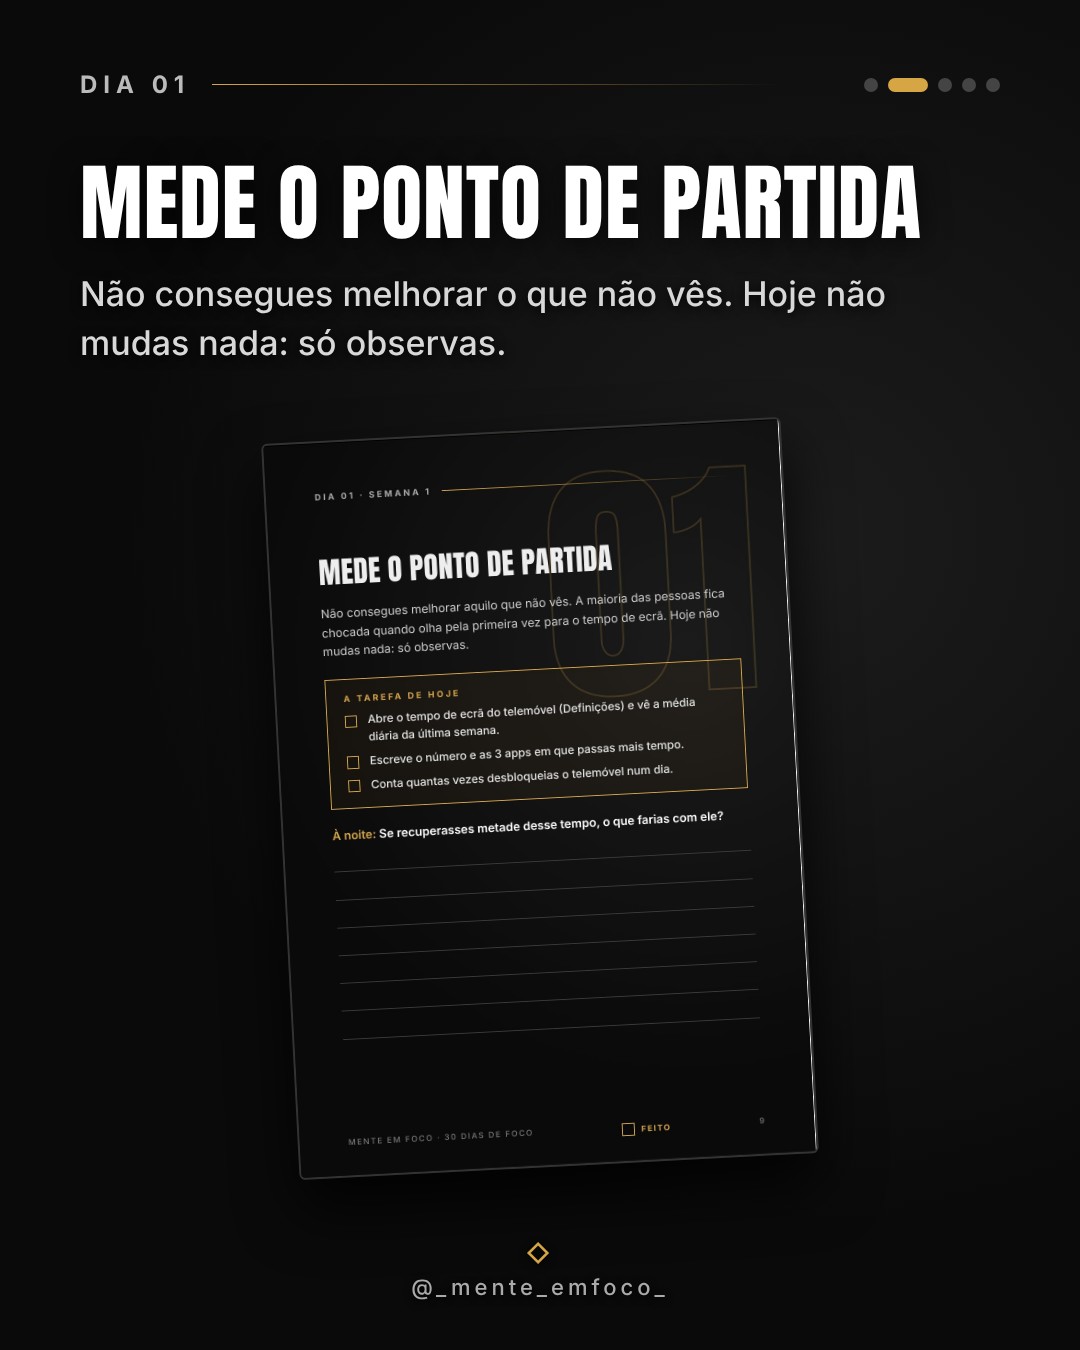 DIA 01
MEDE O PONTO DE PARTIDA
Não consegues melhorar o que não vês. Hoje não
mudas nada: só observas.
DIA 01 · SEMANA 1
01
MEDE O PONTO DE PARTIDA
Não consegues melhorar aquilo que não vês. A maioria das pessoas fica
chocada quando olha pela primeira vez para o tempo de ecrã. Hoje não
mudas nada: só observas.
A TAREFA DE HOJE
Abre o tempo de ecrã do telemóvel (Definições) e vê a média
diária da última semana.
Escreve o número e as 3 apps em que passas mais tempo.
Conta quantas vezes desbloqueias o telemóvel num dia.
À noite: Se recuperasses metade desse tempo, o que farias com ele?
MENTE EM FOCO · 30 DIAS DE FOCO
FEITO
9
@_mente_emfoco_